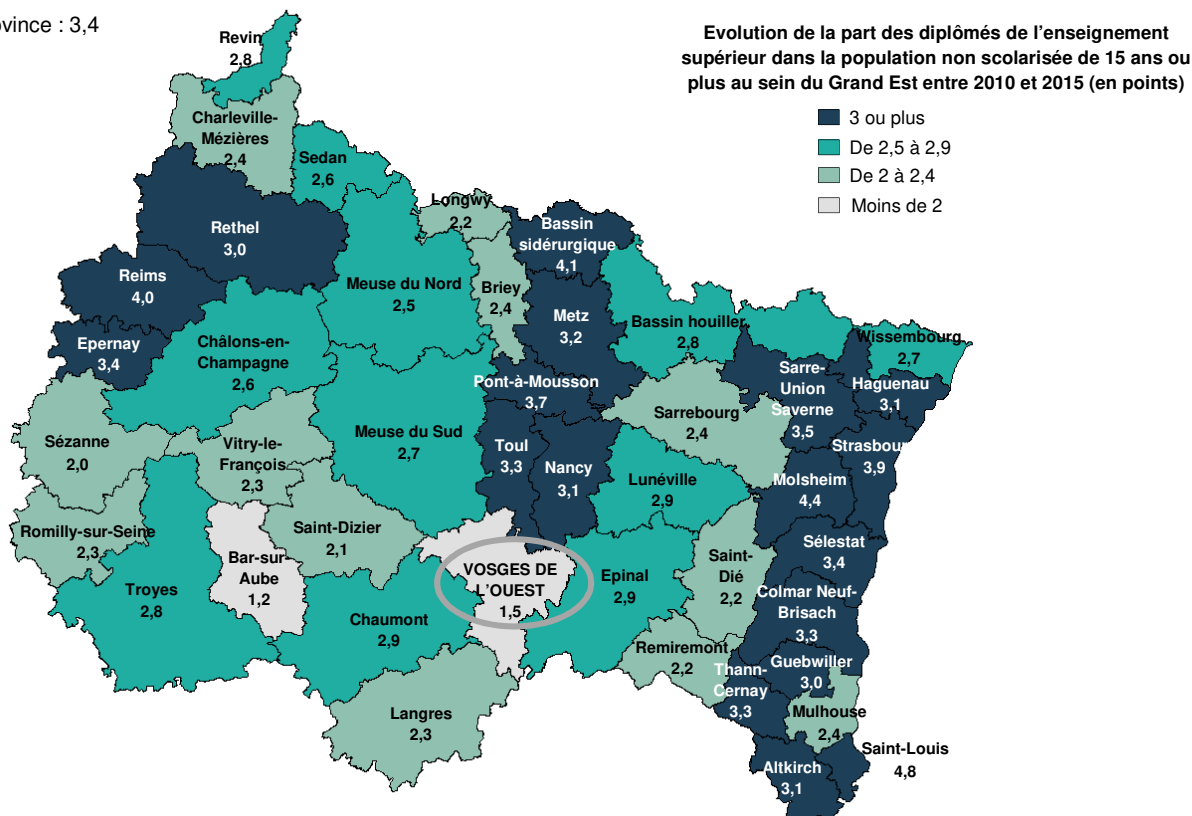 ovince : 3,4
Evolution de la part des diplômés de l'enseignement
supérieur dans la population non scolarisée de 15 ans ou
plus au sein du Grand Est entre 2010 et 2015 (en points)
3 ou plus
De 2,5 à 2,9
De 2 à 2,4
Moins de 2
Revin
2,8
Charleville-
Mézières
2,4
Sedan
2,6
Longwy
2,2
Rethel
3,0
Bassin
sidérurgique
4,1
Reims
4,0
Meuse du Nord
2,5
Briey
2,4
Metz
3,2
Bassin houiller
2,8
Wissembourg
2,7
Epernay
3,4
Châlons-en-
Champagne
2,6
Pont-à-Mousson
3,7
Sarre-
Union
Saverne
3,5
Haguenau
3,1
Sézanne
2,0
Vitry-le-
François
2,3
Meuse du Sud
2,7
Toul
3,3
Nancy
3,1
Sarrebourg
2,4
Strasbour
3,9
Lunéville
2,9
Molsheim
4,4
Romilly-sur-Seine
2,3
Saint-Dizier
2,1
Sélestat
3,4
Troyes
2,8
Bar-sur-
Aube
1,2
VOSGES DE
L'OUEST
1,5
Epinal
2,9
Saint-
Dié
2,2
Colmar Neuf-
Brisach
3,3
Chaumont
2,9
Remiremont
2,2
Guebwiller
3,0
Thann-
Cernay
3,3
Langres
2,3
Mulhouse
2,4
Saint-Louis
4,8
Altkirch
3,1